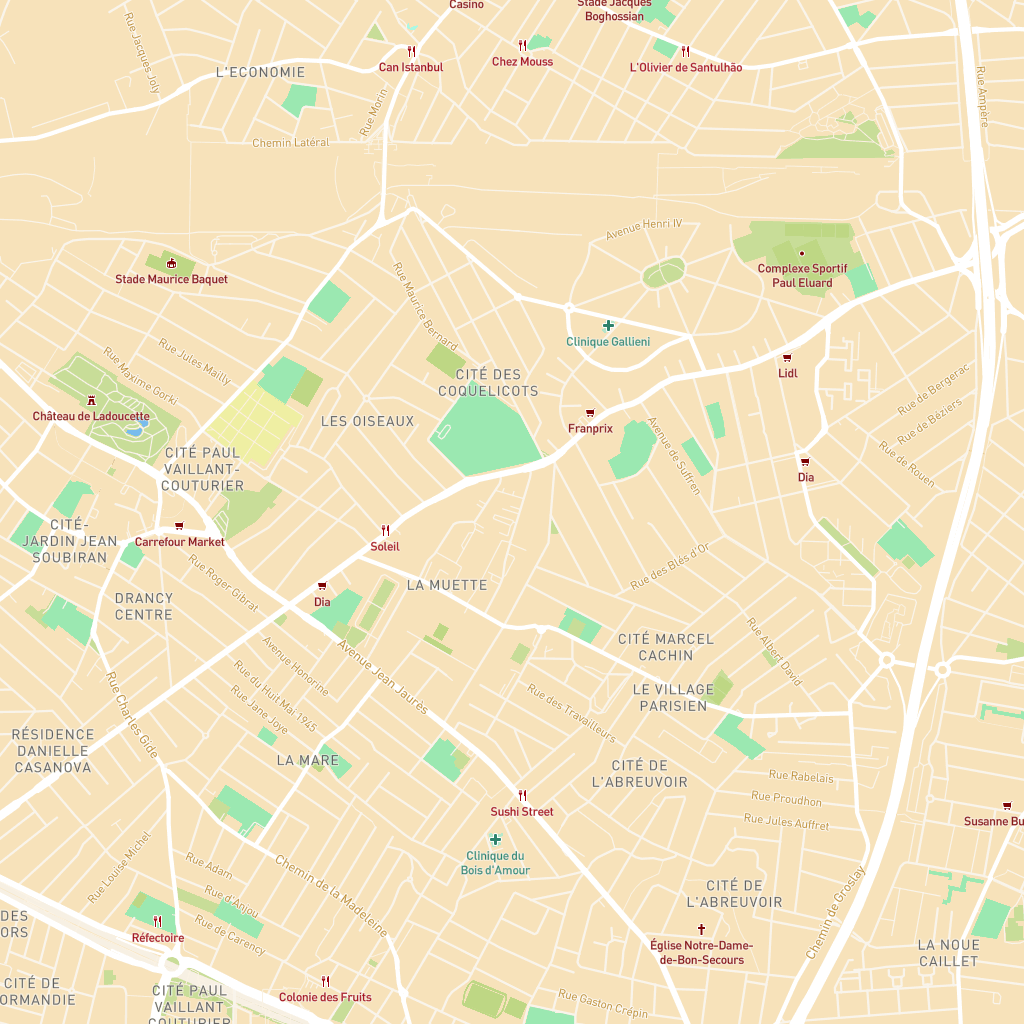 Casino
Stade Jacques
Boghossian
Rue Jacques Joly
L'ECONOMIE
Can Istanbul
Chez Mouss
L'Olivier de Santulhão
Rue Ampère
Rue Morin
Chemin Latéral
Avenue Henri IV
Stade Maurice Baquet
Complexe Sportif
Paul Eluard
Rue Maurice Bernard
Clinique Gallieni
Rue Jules Mailly
Rue Maxime Gorki
Lidl
CITÉ DES
COQUELICOTS
Rue de Bergerac
Château de Ladoucette
LES OISEAUX
Franprix
Rue de Béziers
Avenue de Suffren
CITÉ PAUL
VAILLANT-
COUTURIER
Dia
Rue de Rouen
CITÉ-
JARDIN JEAN
SOUBIRAN
Carrefour Market
Soleil
Rue Roger Gibrat
Rue des Blés d'Or
LA MUETTE
Dia
DRANCY
CENTRE
Rue Albert David
CITÉ MARCEL
CACHIN
Avenue Jean Jaurès
Avenue Honorine
Rue du Huit Mai 1945
Rue Jane Joye
Rue Charles Gide
LE VILLAGE
PARISIEN
Rue des Travailleurs
RÉSIDENCE
DANIELLE
CASANOVA
LA MARE
CITÉ DE
L'ABREUVOIR
Rue Rabelais
Rue Proudhon
Rue Jules Auffret
Sushi Street
Susanne Bu
Clinique du
Bois d'Amour
Rue Louise Michel
Rue Adam
Chemin de la Madeleine
Rue d'Anjou
Rue de Carency
CITÉ DE
L'ABREUVOIR
Chemin de Groslay
DES
ORS
Réfectoire
Église Notre-Dame-
de-Bon-Secours
LA NOUE
CAILLET
CITÉ DE
ORMANDIE
CITÉ PAUL
VAILLANT
COUTURIER
Colonie des Fruits
Rue Gaston Crépin